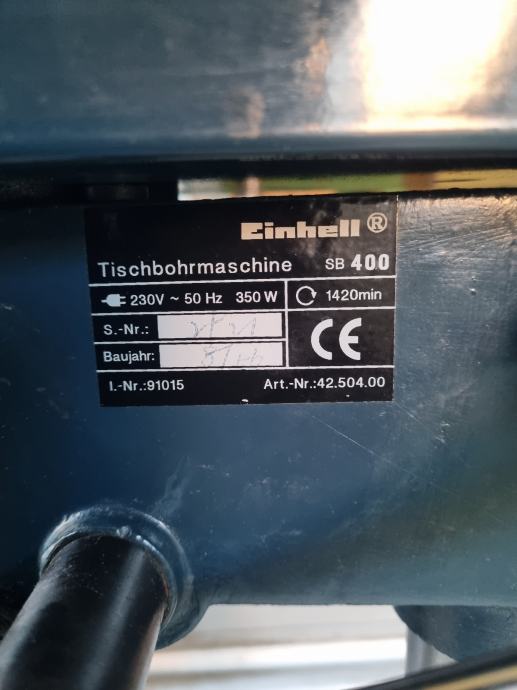 Einhell®
Tischbohrmaschine SB 400
230V ~ 50 Hz 350 W 1420min
S.-Nr.:
Baujahr:
CE
I.-Nr.:91015 Art.-Nr.:42.504.00